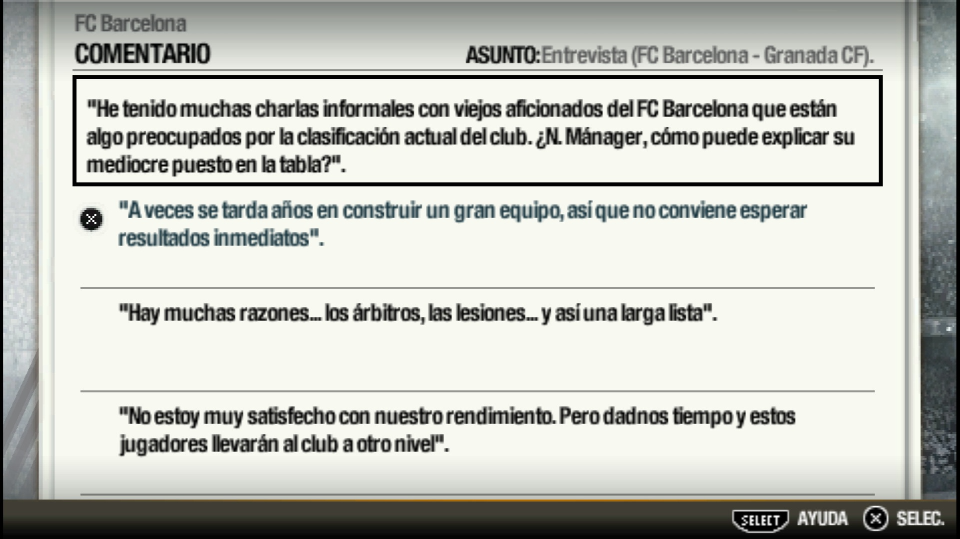 FC Barcelona
COMENTARIO
ASUNTO:Entrevista (FC Barcelona - Granada CF).
"He tenido muchas charlas informales con viejos aficionados del FC Barcelona que están
algo preocupados por la clasificación actual del club. ¿N. Mánager, cómo puede explicar su
mediocre puesto en la tabla?".
"A veces se tarda años en construir un gran equipo, así que no conviene esperar
resultados inmediatos".
"Hay muchas razones... los árbitros, las lesiones... y así una larga lista".
"No estoy muy satisfecho con nuestro rendimiento. Pero dadnos tiempo y estos
jugadores llevarán al club a otro nivel".
SELECT AYUDA SELEC.